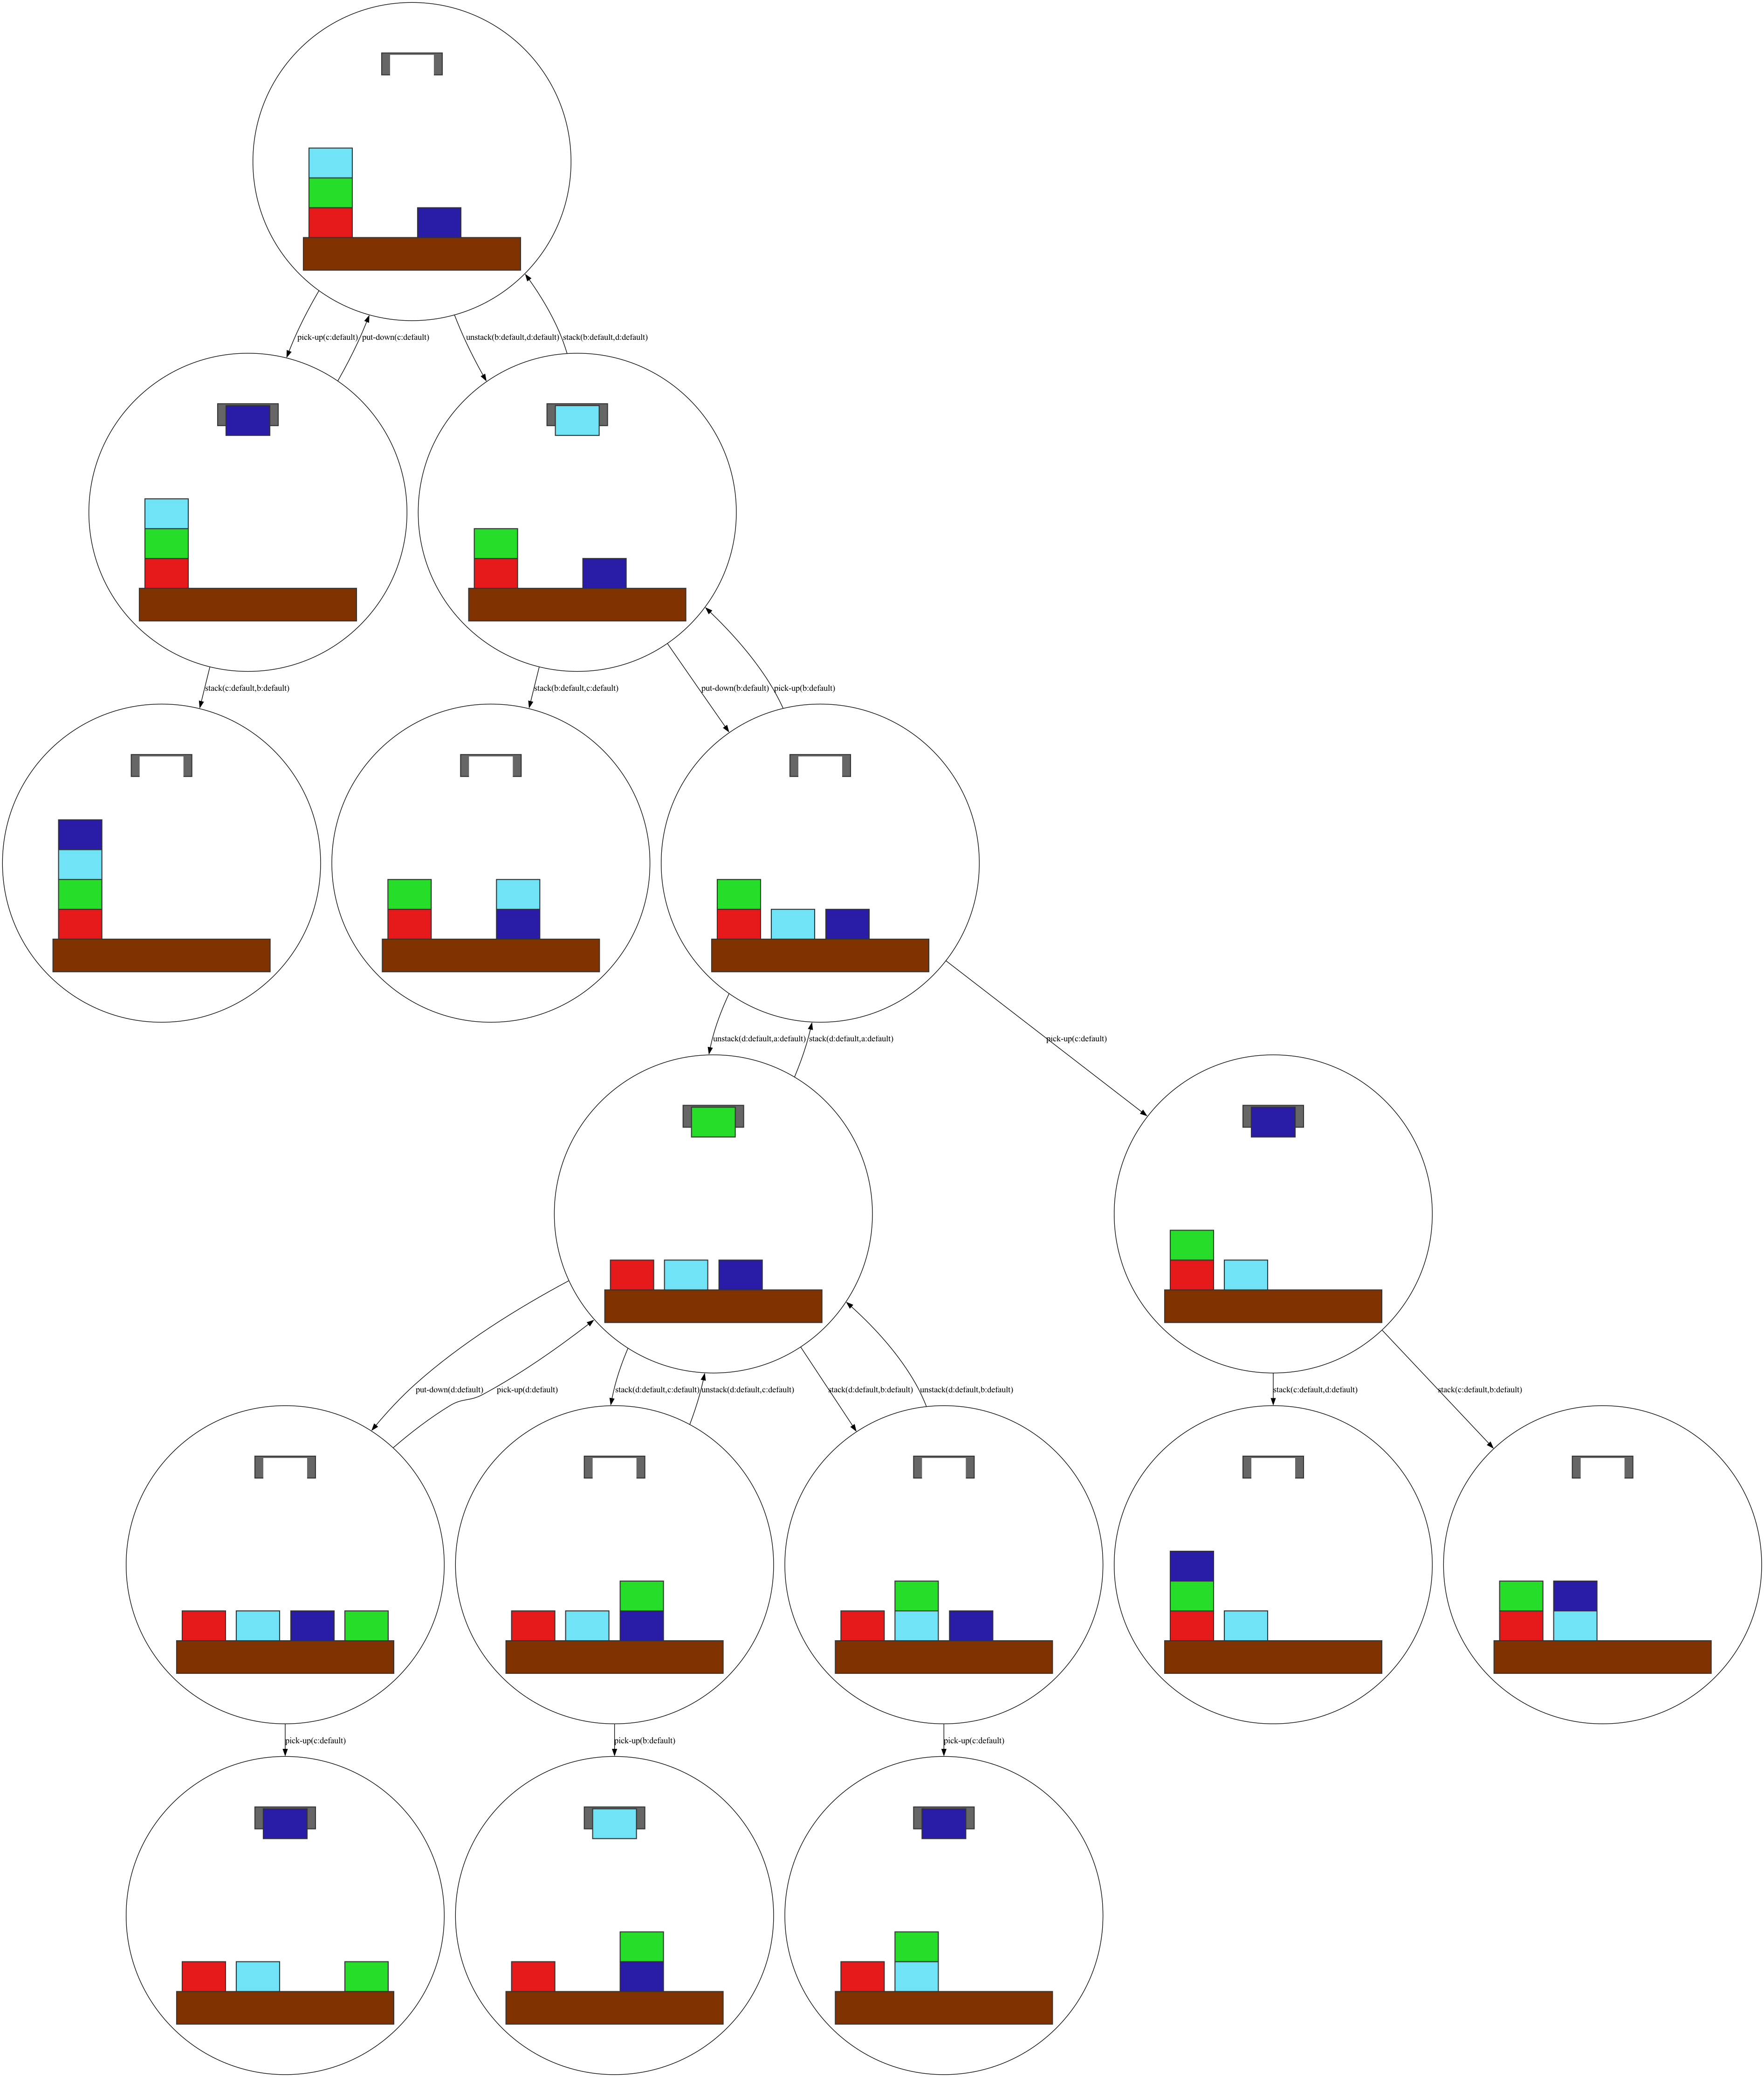 pick-up(c:default)
put-down(c:default)
unstack(b:default,d:default)
stack(b:default,d:default)
stack(c:default,b:default)
stack(b:default,c:default)
put-down(b:default)
pick-up(b:default)
unstack(d:default,a:default)
stack(d:default,a:default)
pick-up(c:default)
put-down(d:default)
pick-up(d:default)
stack(d:default,c:default)
unstack(d:default,c:default)
stack(d:default,b:default)
unstack(d:default,b:default)
stack(c:default,d:default)
stack(c:default,b:default)
pick-up(c:default)
pick-up(b:default)
pick-up(c:default)